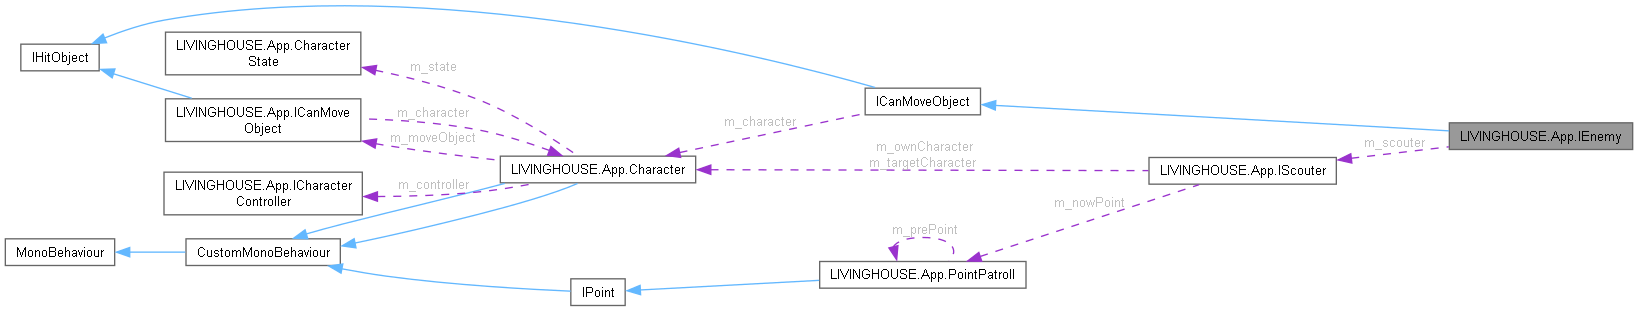 IHitObject
LIVINGHOUSE.App.Character
State
m_state
LIVINGHOUSE.App.ICanMove
Object
m_character
m_moveObject
LIVINGHOUSE.App.ICharacter
Controller
m_controller
MonoBehaviour
CustomMonoBehaviour
LIVINGHOUSE.App.Character
IPoint
ICanMoveObject
m_character
m_ownCharacter
m_targetCharacter
m_prePoint
LIVINGHOUSE.App.PointPatroll
m_nowPoint
LIVINGHOUSE.App.IScouter
m_scouter
LIVINGHOUSE.App.IEnemy